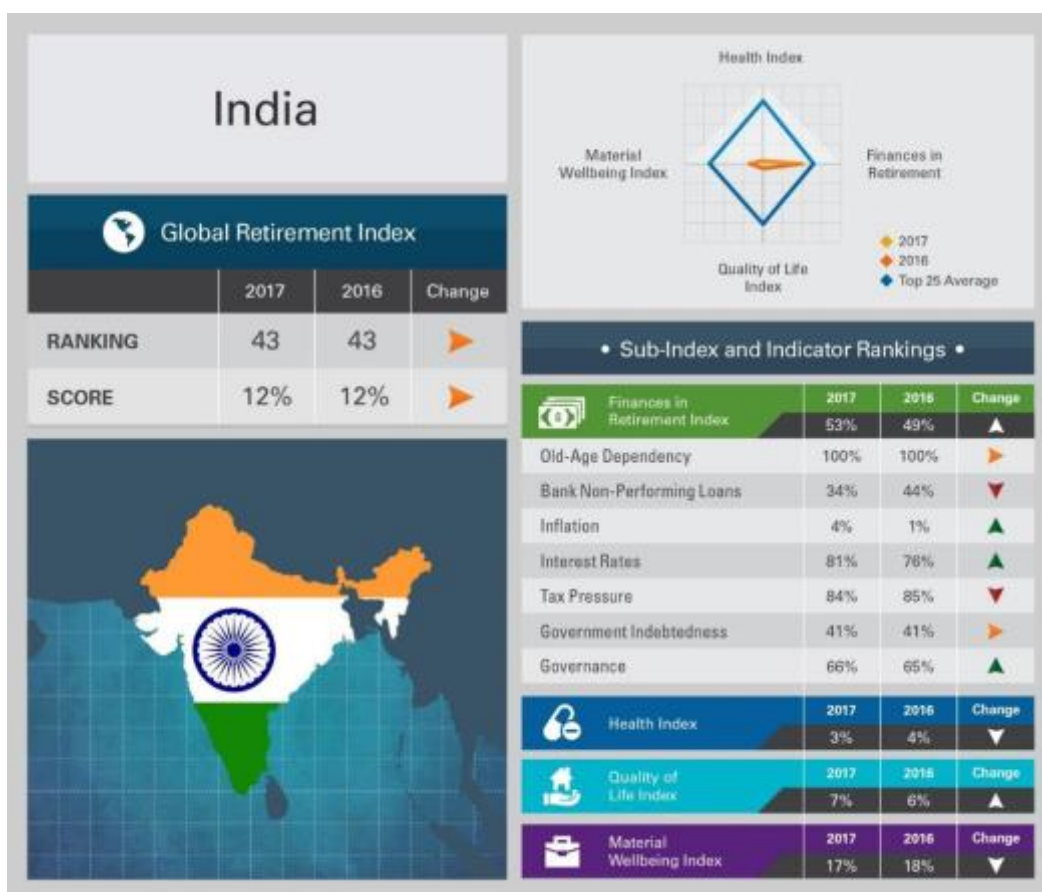 India
Global Retirement Index
2017 2016 Change
RANKING 43 43
SCORE 12% 12%
Health Index
Material
Wellbeing Index
Finances in
Retirement
Quality of Life
Index
2017
2016
Top 25 Average
• Sub-Index and Indicator Rankings •
Finances in
Retirement Index
2017 2016 Change
53% 49%
Old-Age Dependency 100% 100%
Bank Non-Performing Loans 34% 44%
Inflation 4% 1%
Interest Rates 81% 76%
Tax Pressure 84% 85%
Government Indebtedness 41% 41%
Governance 66% 65%
Health Index
2017 2016 Change
3% 4%
Quality of
Life Index
2017 2016 Change
7% 6%
Material
Wellbeing Index
2017 2016 Change
17% 18%